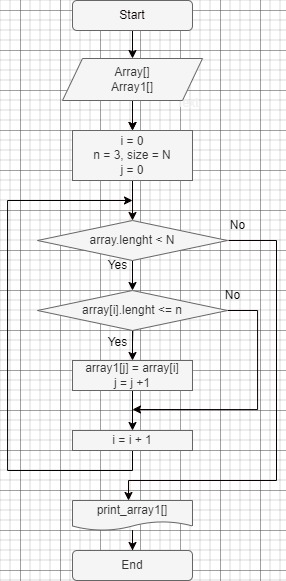 Start
Array[]
Array1[]
i = 0
n = 3, size = N
j = 0
array.lenght < N
No
Yes
array[i].lenght <= n
No
Yes
array1[j] = array[i]
j = j +1
i = i + 1
print_array1[]
End